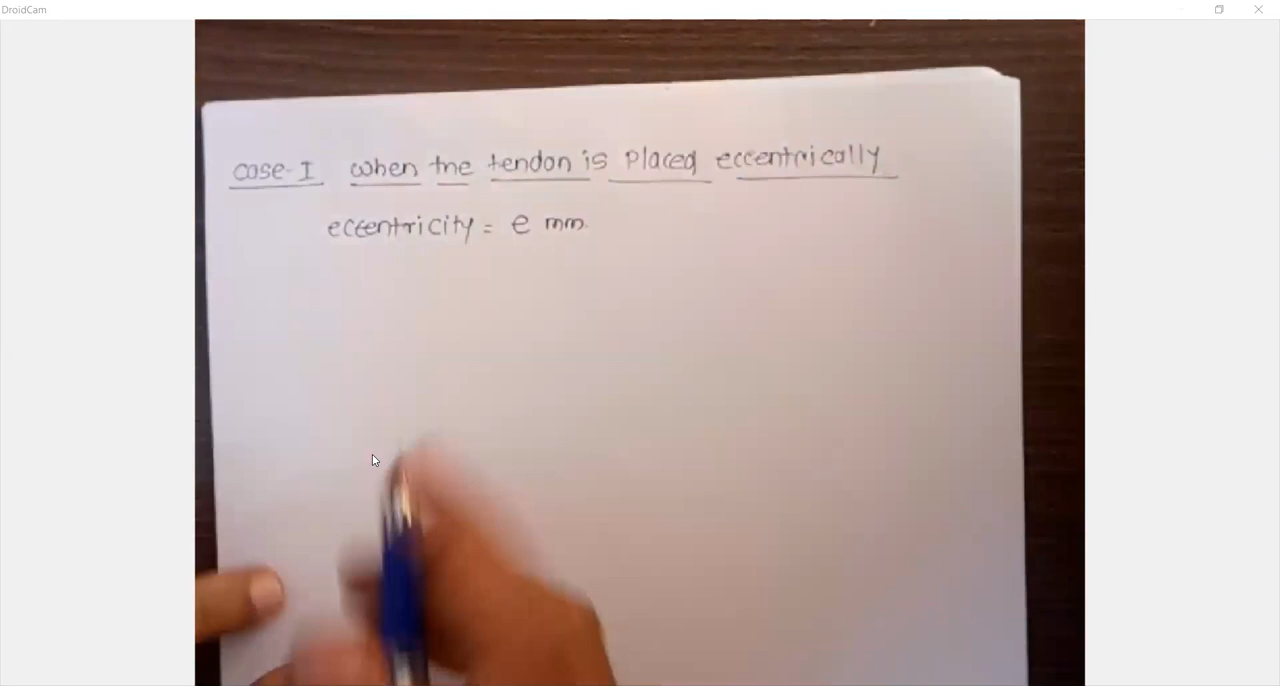 DroidCam
case-I when the tendon is placed eccentrically
eccentricity = e mm.